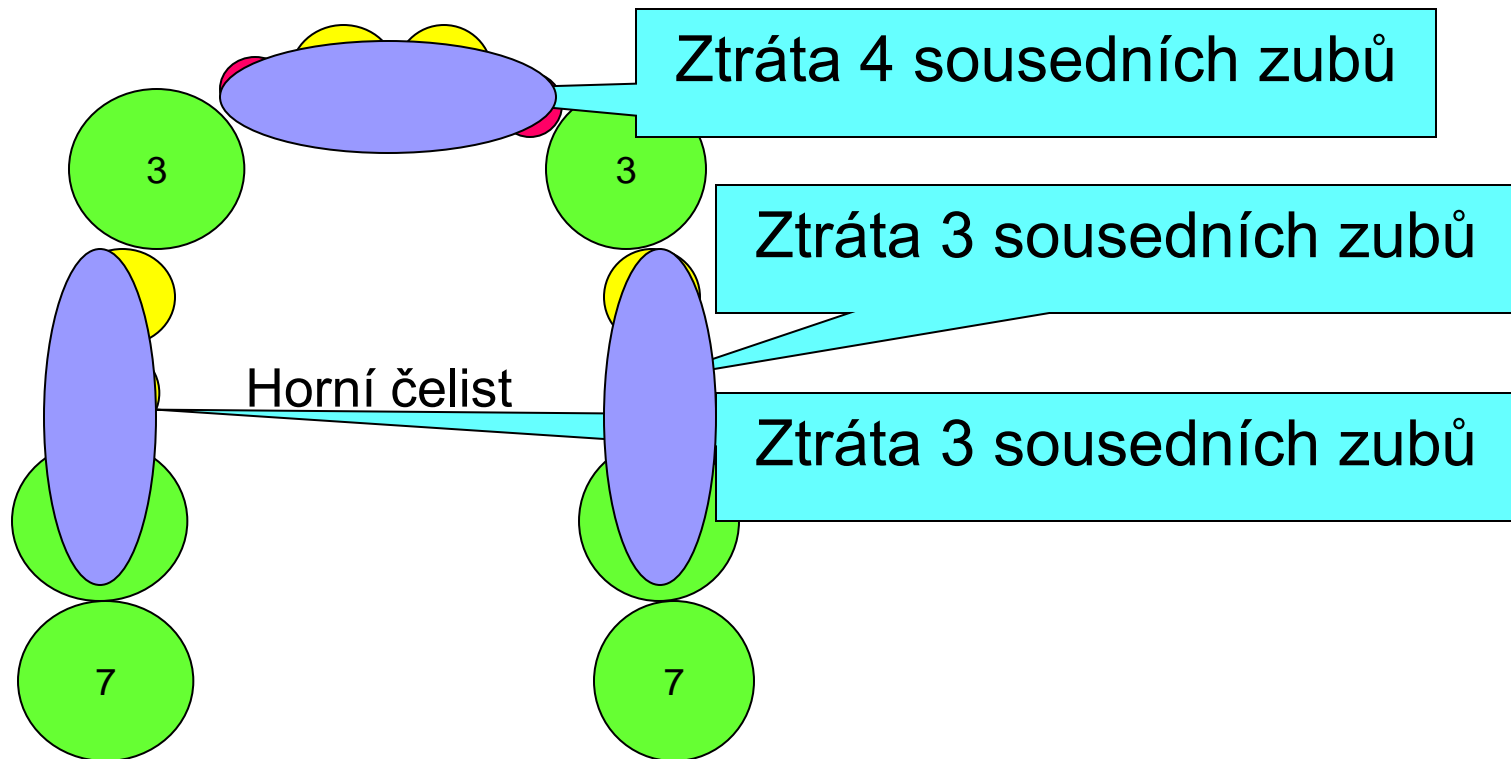 Ztráta 4 sousedních zubů
3
3
Ztráta 3 sousedních zubů
Horní čelist
Ztráta 3 sousedních zubů
7
7